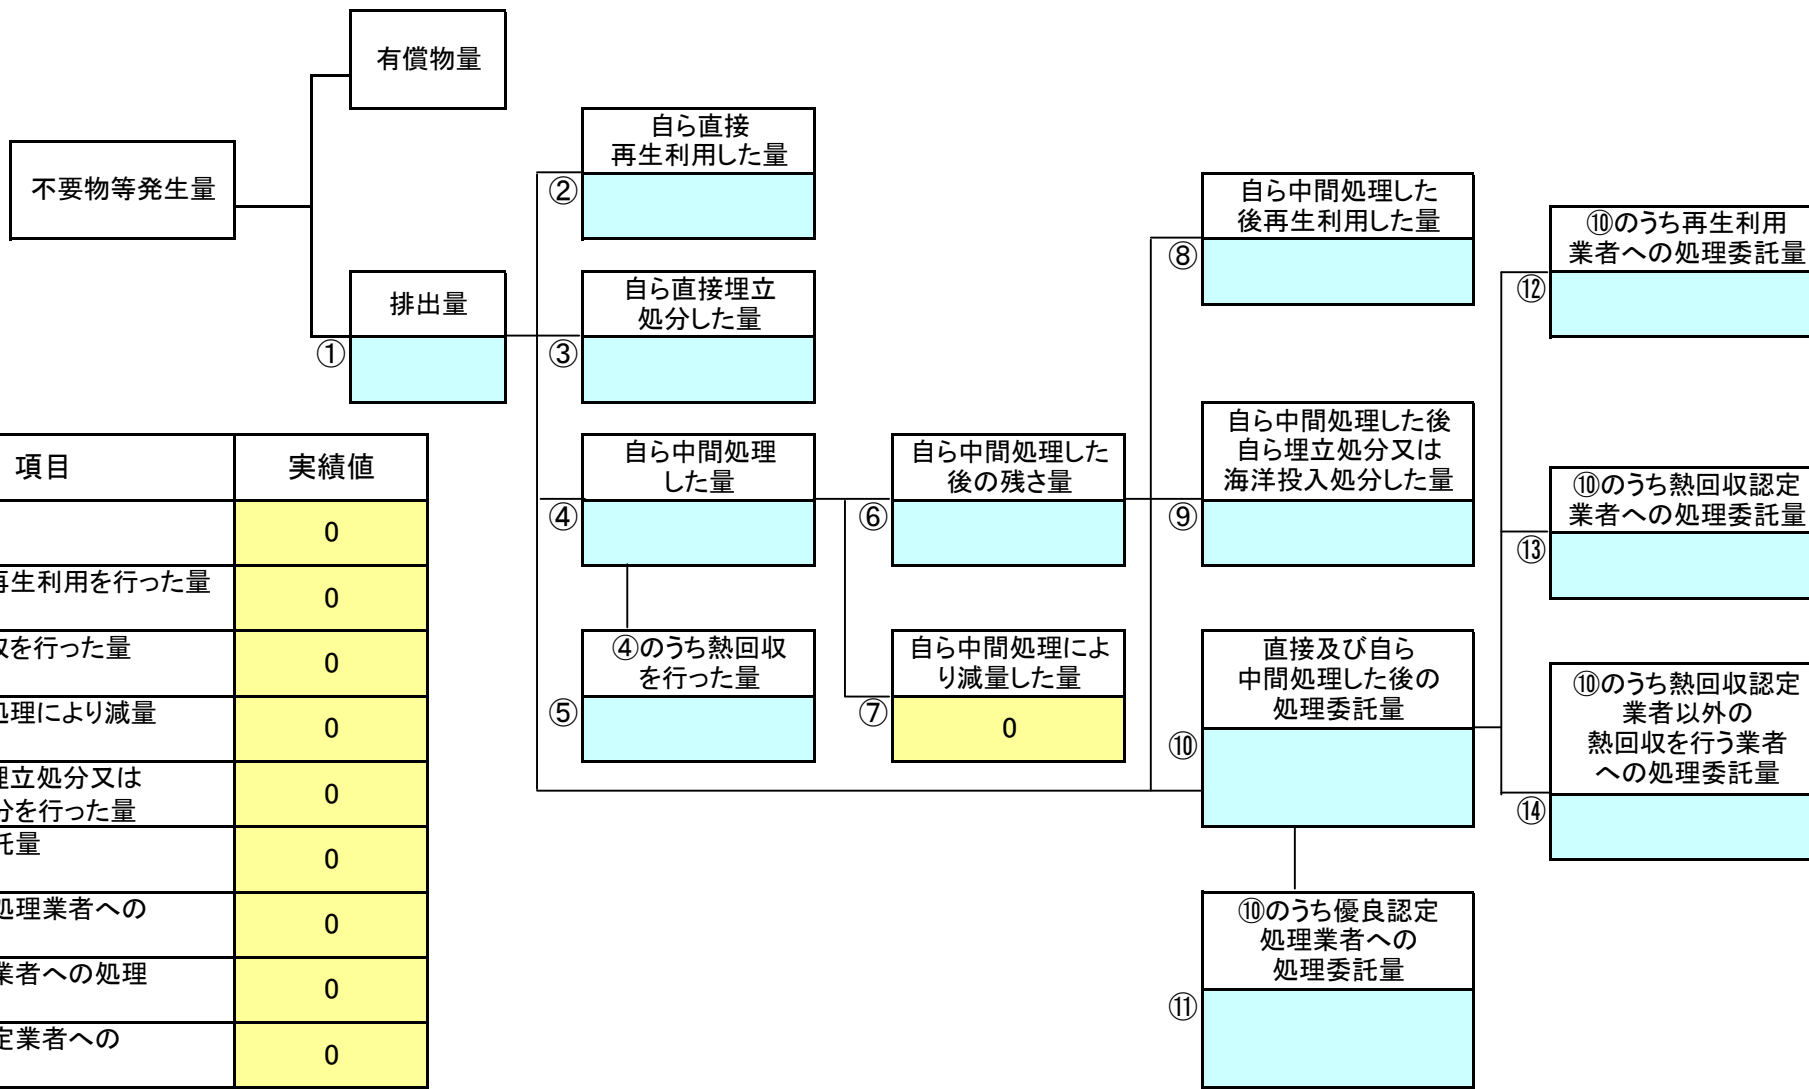 有償物量
不要物等発生量
排出量
①
自ら直接
再生利用した量
②
自ら直接埋立
処分した量
③
自ら中間処理
した量
④
④のうち熱回収
を行った量
⑤
自ら中間処理した
後の残さ量
⑥
自ら中間処理によ
り減量した量
⑦
0
自ら中間処理した
後再生利用した量
⑧
自ら中間処理した後
自ら埋立処分又は
海洋投入処分した量
⑨
直接及び自ら
中間処理した後の
処理委託量
⑩
⑩のうち優良認定
処理業者への
処理委託量
⑪
⑩のうち再生利用
業者への処理委託量
⑫
⑩のうち熱回収認定
業者への処理委託量
⑬
⑩のうち熱回収認定
業者以外の
熱回収を行う業者
への処理委託量
⑭
項目 実績値
0
生利用を行った量
0
を行った量
0
理により減量
0
立処分又は
を行った量
0
託量
0
処理業者への
0
業者への処理
0
定業者への
0